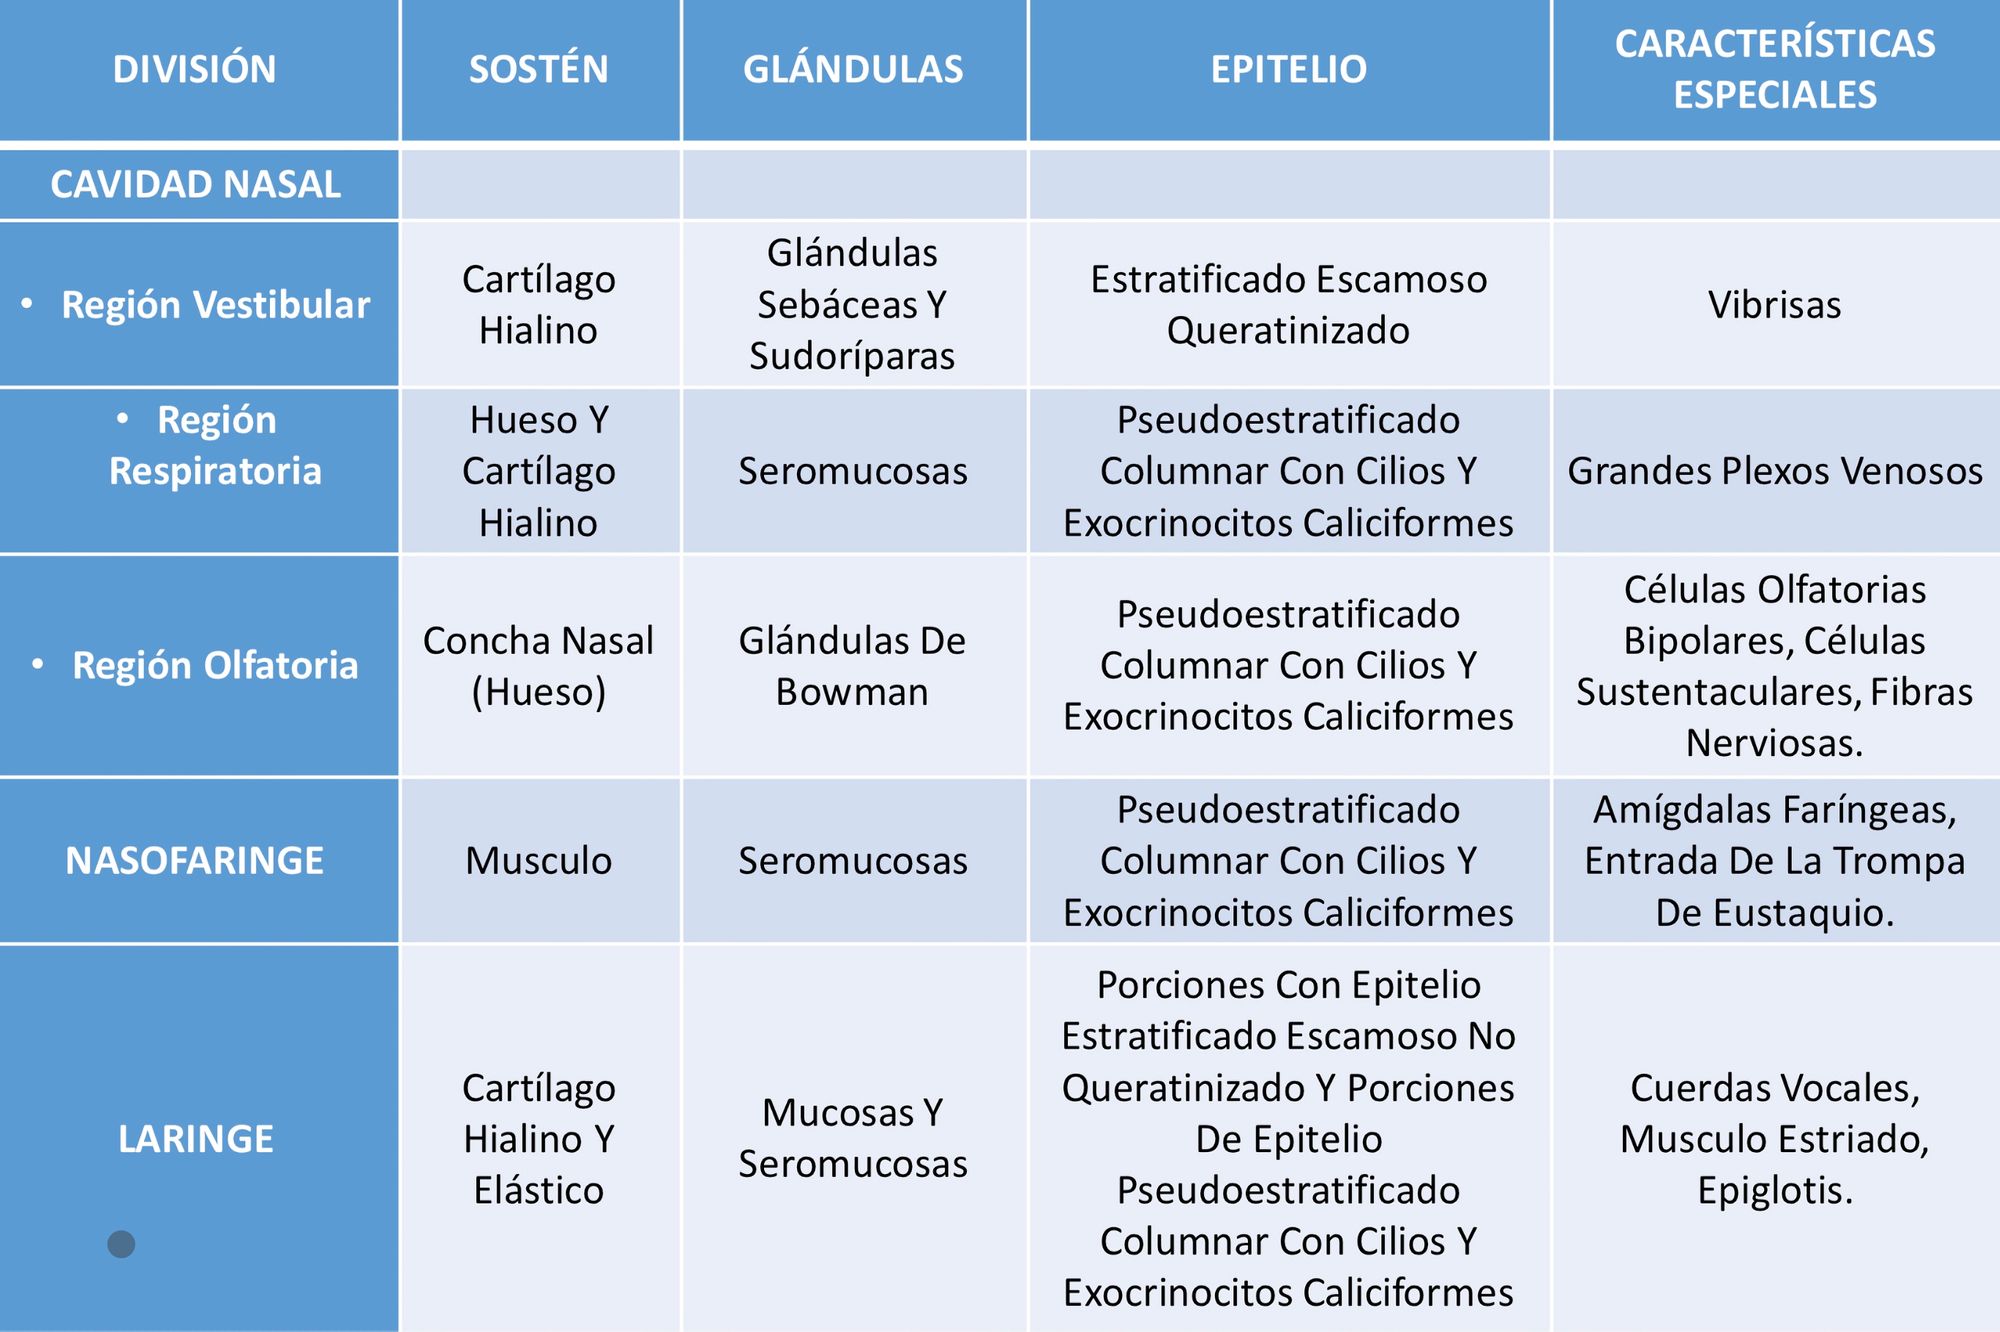 DIVISIÓN
SOSTÉN
GLÁNDULAS
EPITELIO
CARACTERÍSTICAS
ESPECIALES
CAVIDAD NASAL
• Región Vestibular
Cartílago
Hialino
Glándulas
Sebáceas Y
Sudoríparas
Estratificado Escamoso
Queratinizado
Vibrisas
• Región
Respiratoria
Hueso Y
Cartílago
Hialino
Seromucosas
Pseudoestratificado
Columnar Con Cilios Y
Exocrinocitos Caliciformes
Grandes Plexos Venosos
• Región Olfatoria
Concha Nasal
(Hueso)
Glándulas De
Bowman
Pseudoestratificado
Columnar Con Cilios Y
Exocrinocitos Caliciformes
Células Olfatorias
Bipolares, Células
Sustentaculares, Fibras
Nerviosas.
NASOFARINGE
Musculo
Seromucosas
Pseudoestratificado
Columnar Con Cilios Y
Exocrinocitos Caliciformes
Amígdalas Faríngeas,
Entrada De La Trompa
De Eustaquio.
LARINGE
Cartílago
Hialino Y
Elástico
Mucosas Y
Seromucosas
Porciones Con Epitelio
Estratificado Escamoso No
Queratinizado Y Porciones
De Epitelio
Pseudoestratificado
Columnar Con Cilios Y
Exocrinocitos Caliciformes
Cuerdas Vocales,
Musculo Estriado,
Epiglotis.